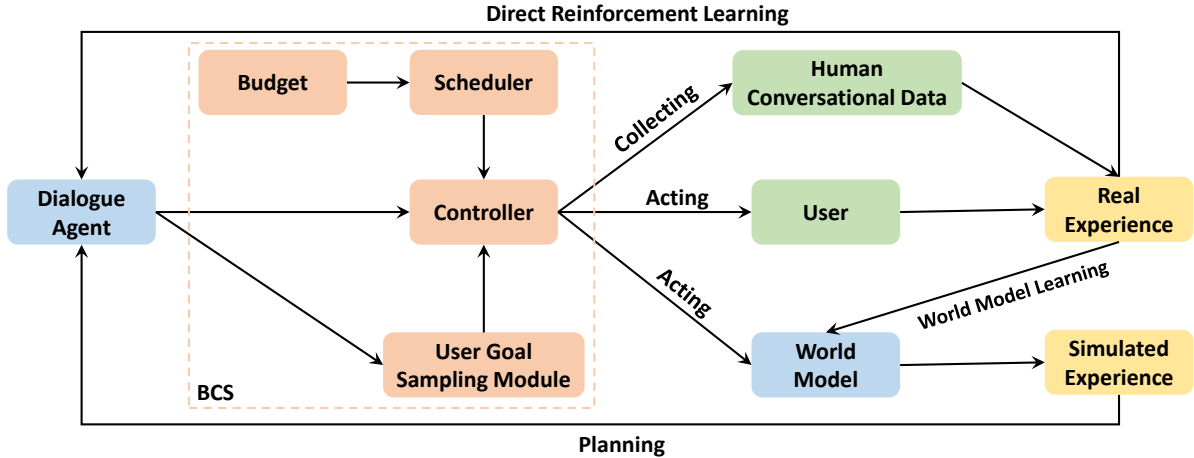 Direct Reinforcement Learning
Budget
Scheduler
Human
Conversational Data
Collecting
Dialogue
Agent
Controller
Acting
User
Real
Experience
Acting
World Model Learning
User Goal
Sampling Module
World
Model
Simulated
Experience
BCS
Planning